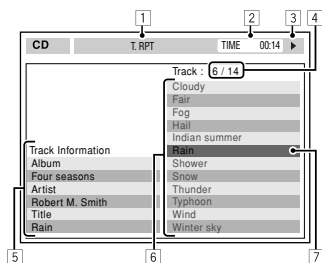 1 2 3 4
CD T. RPT TIME 00:14
Track : 6 / 14
Cloudy
Fair
Fog
Hail
Indian summer
Track Information Rain
Album Shower
Four seasons Snow
Artist Thunder
Robert M. Smith Typhoon
Title Wind
Rain Winter sky
5 6 7